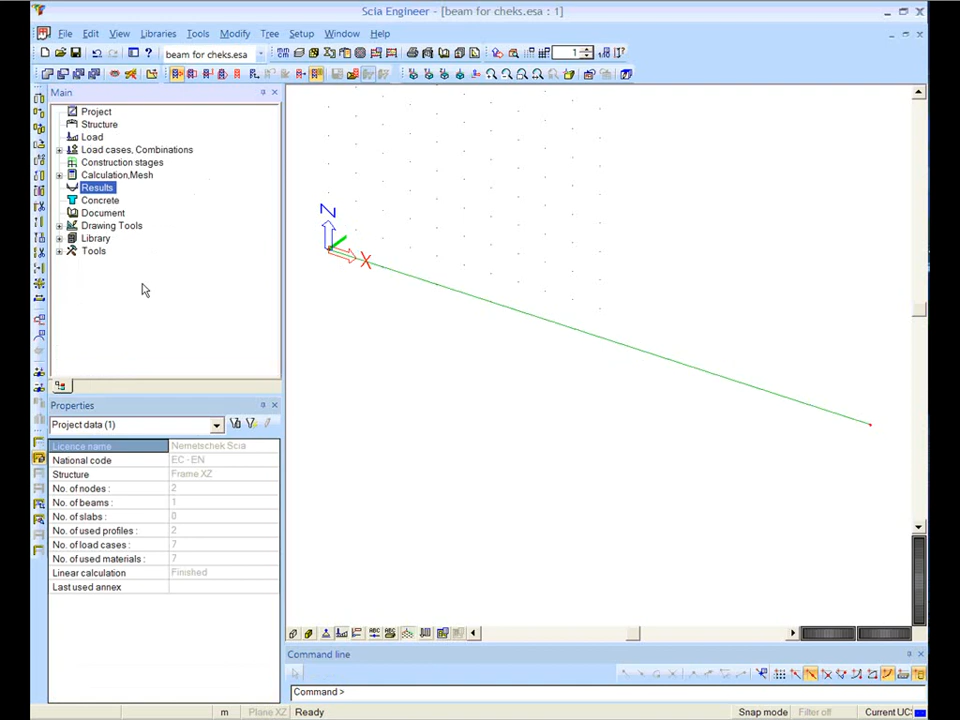 Scia Engineer - [beam for cheks.esa : 1]
File Edit View Libraries Tools Modify Tree Setup Window Help
beam for cheks.esa
1
Main
Project
Structure
Load
Load cases, Combinations
Construction stages
Calculation,Mesh
Results
Concrete
Document
Drawing Tools
Library
Tools
Z
X
Properties
Project data (1)
Licence name Nemetschek Scia
National code EC - EN
Structure Frame XZ
No. of nodes : 2
No. of beams : 1
No. of slabs : 0
No. of used profiles : 2
No. of load cases : 7
No. of used materials : 7
Linear calculation Finished
Last used annex
Command line
Command >
m Plane XZ Ready Snap mode Filter off Current UCS